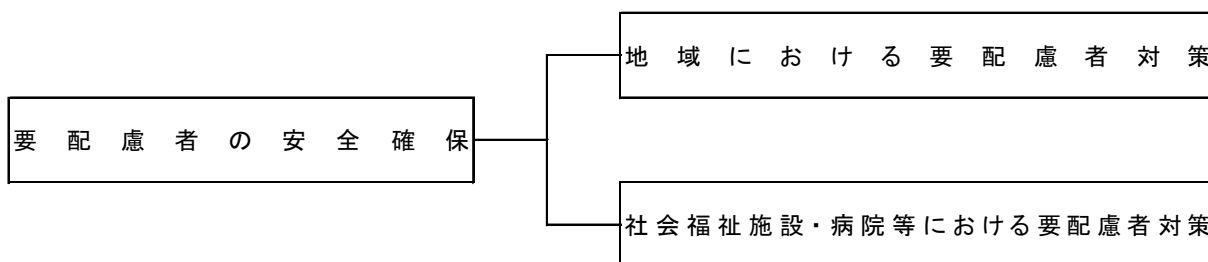 地域における要配慮者対策
要配慮者の安全確保
社会福祉施設・病院等における要配慮者対策